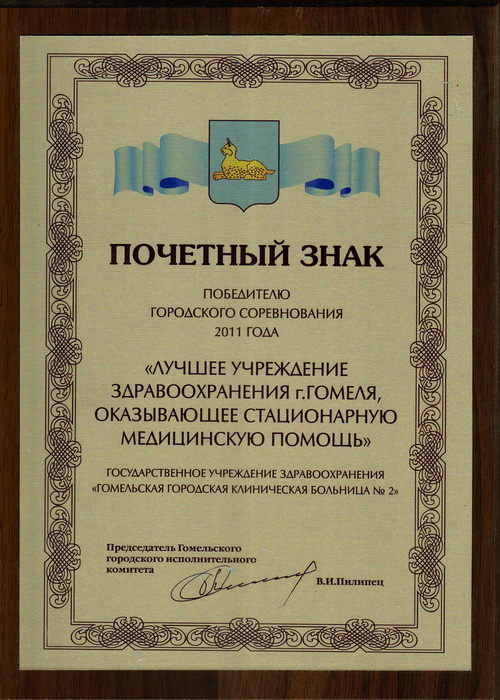 ПОЧЕТНЫЙ ЗНАК
ПОБЕДИТЕЛЮ
ГОРОДСКОГО СОРЕВНОВАНИЯ
2011 ГОДА
«ЛУЧШЕЕ УЧРЕЖДЕНИЕ
ЗДРАВООХРАНЕНИЯ г.ГОМЕЛЯ,
ОКАЗЫВАЮЩЕЕ СТАЦИОНАРНУЮ
МЕДИЦИНСКУЮ ПОМОЩЬ»
ГОСУДАРСТВЕННОЕ УЧРЕЖДЕНИЕ ЗДРАВООХРАНЕНИЯ
«ГОМЕЛЬСКАЯ ГОРОДСКАЯ КЛИНИЧЕСКАЯ БОЛЬНИЦА № 2»
Председатель Гомельского
городского исполнительного
комитета
В.И.Пилипец